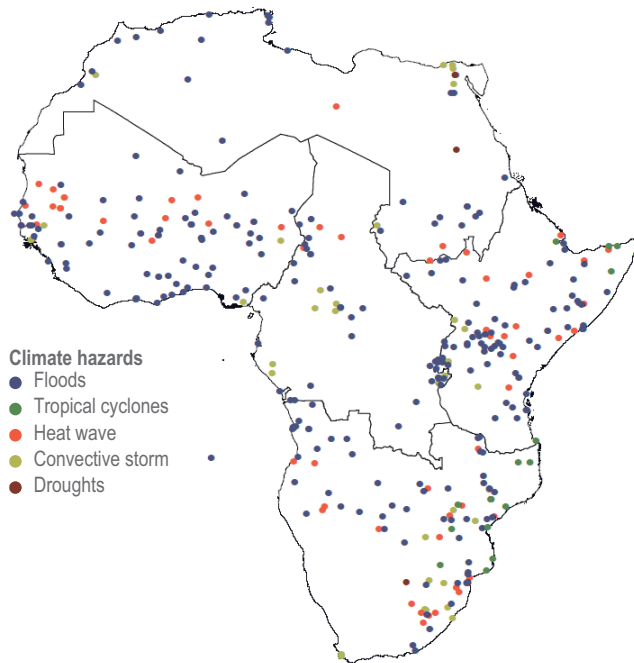 Climate hazards
Floods
Tropical cyclones
Heat wave
Convective storm
Droughts